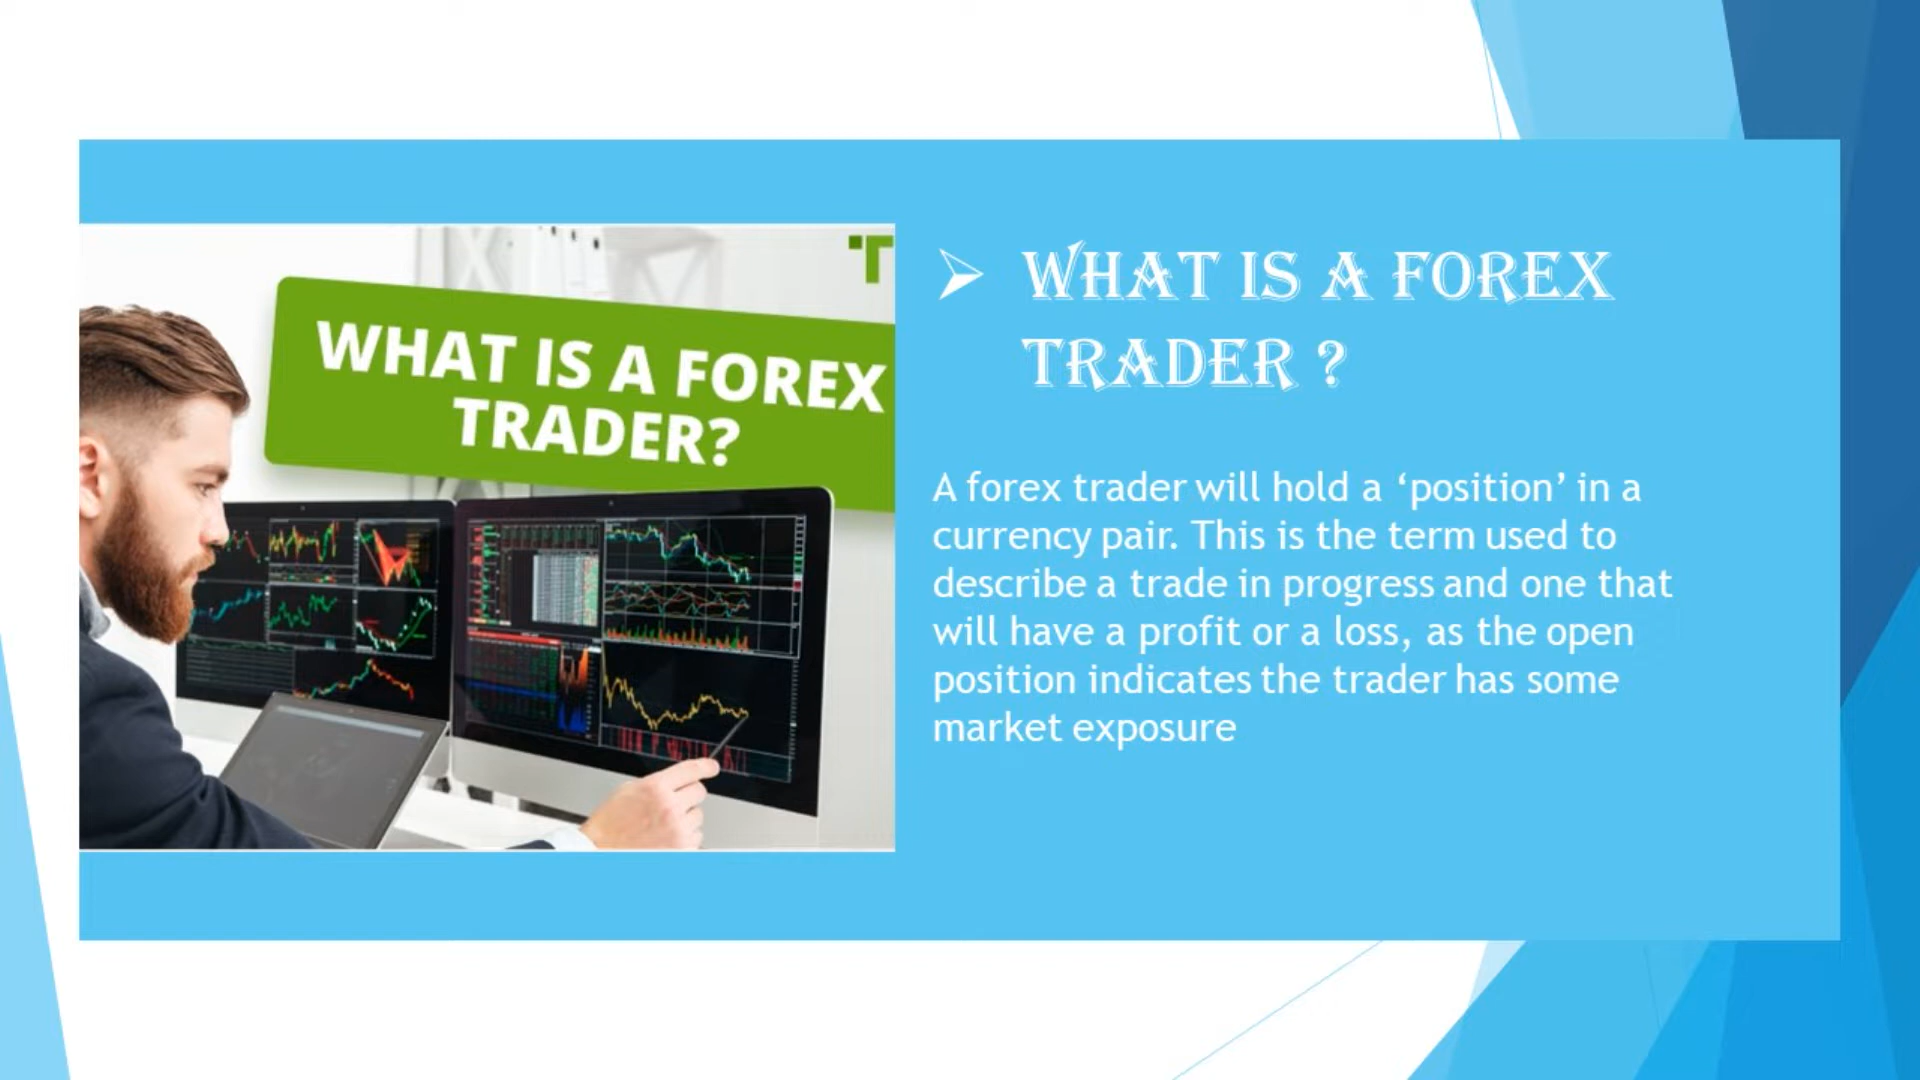 WHAT IS A FOREX
TRADER?
WHAT IS A FOREX
TRADER ?
A forex trader will hold a ‘position’ in a
currency pair. This is the term used to
describe a trade in progress and one that
will have a profit or a loss, as the open
position indicates the trader has some
market exposure